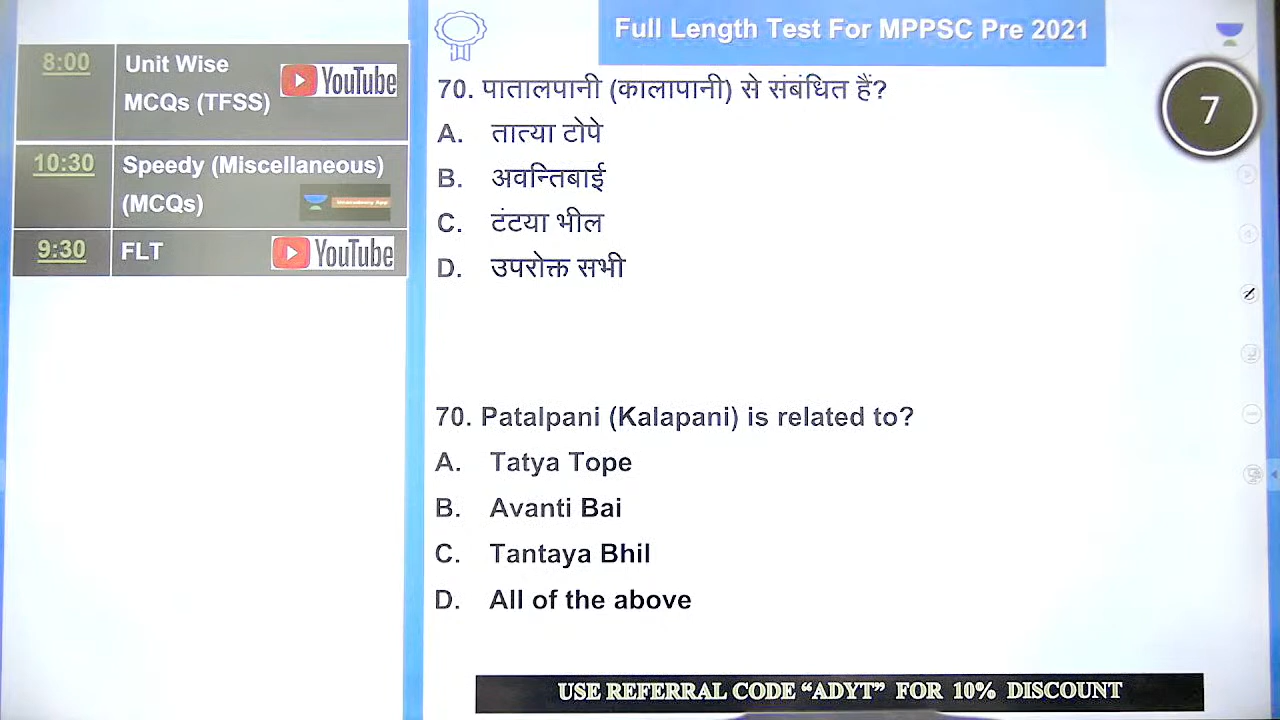 Full Length Test For MPPSC Pre 2021
8:00
Unit Wise
MCQs (TFSS)
YouTube
10:30
Speedy (Miscellaneous)
(MCQs)
9:30
FLT
YouTube
7
70. पातालपानी (कालापानी) से संबंधित हैं?
A. तात्या टोपे
B. अवन्तिबाई
C. टंटया भील
D. उपरोक्त सभी
70. Patalpani (Kalapani) is related to?
A. Tatya Tope
B. Avanti Bai
C. Tantaya Bhil
D. All of the above
USE REFERRAL CODE “ADYT” FOR 10% DISCOUNT